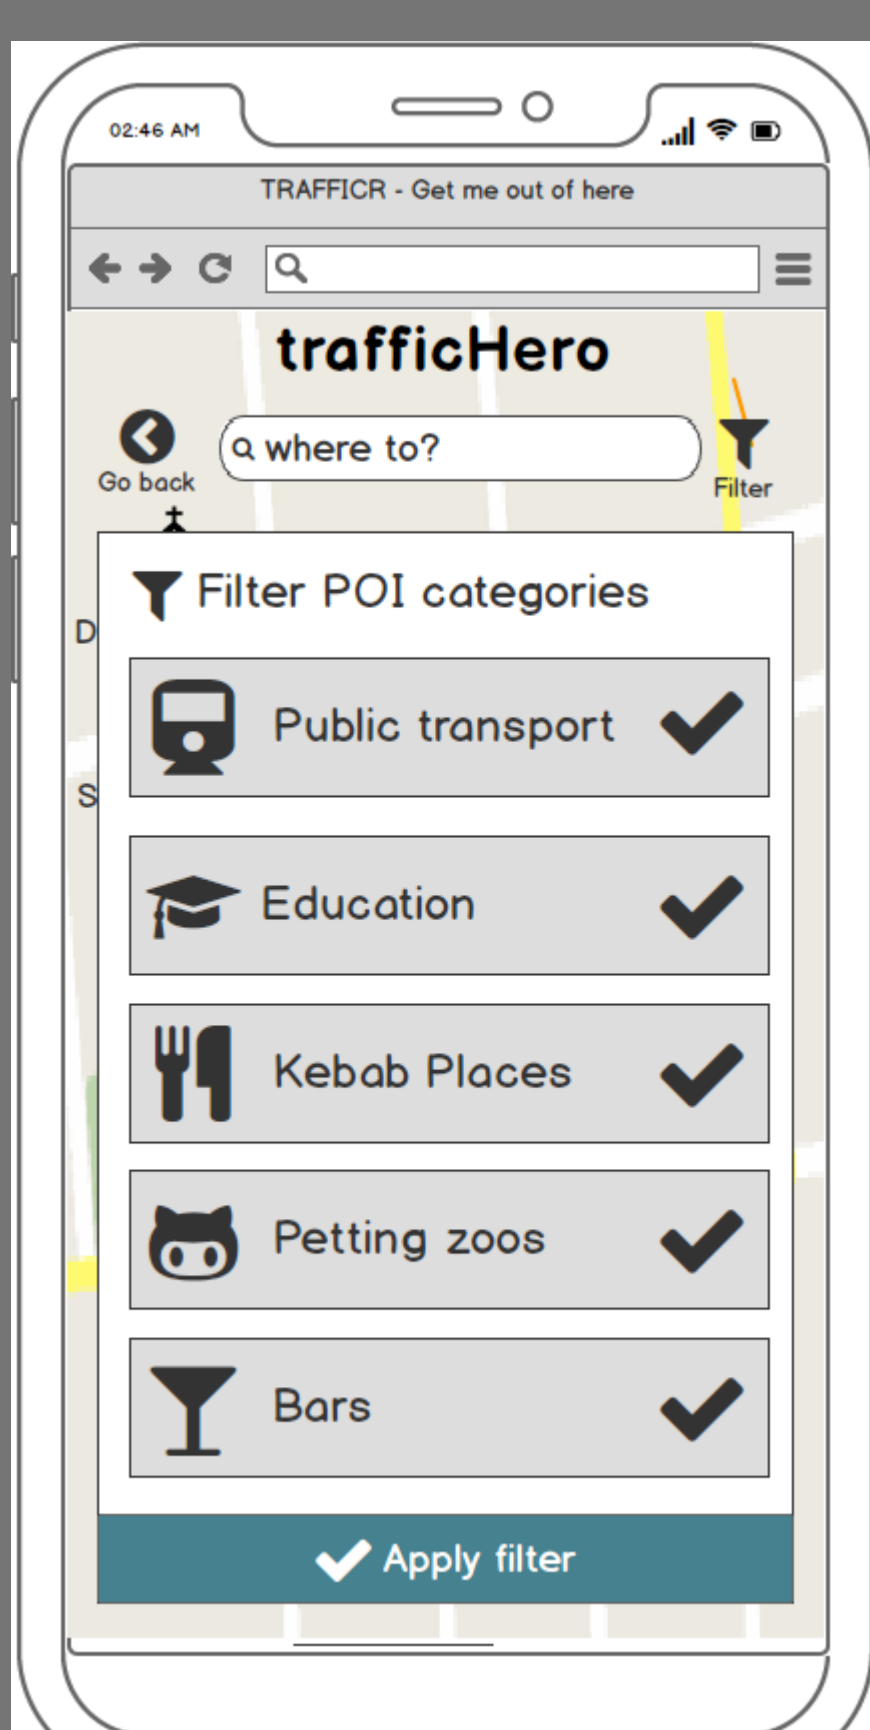 02:46 AM
TRAFFICR - Get me out of here
trafficHero
where to?
Go back
Filter
Filter POI categories
D
Public transport
S
Education
Kebab Places
Petting zoos
Bars
Apply filter